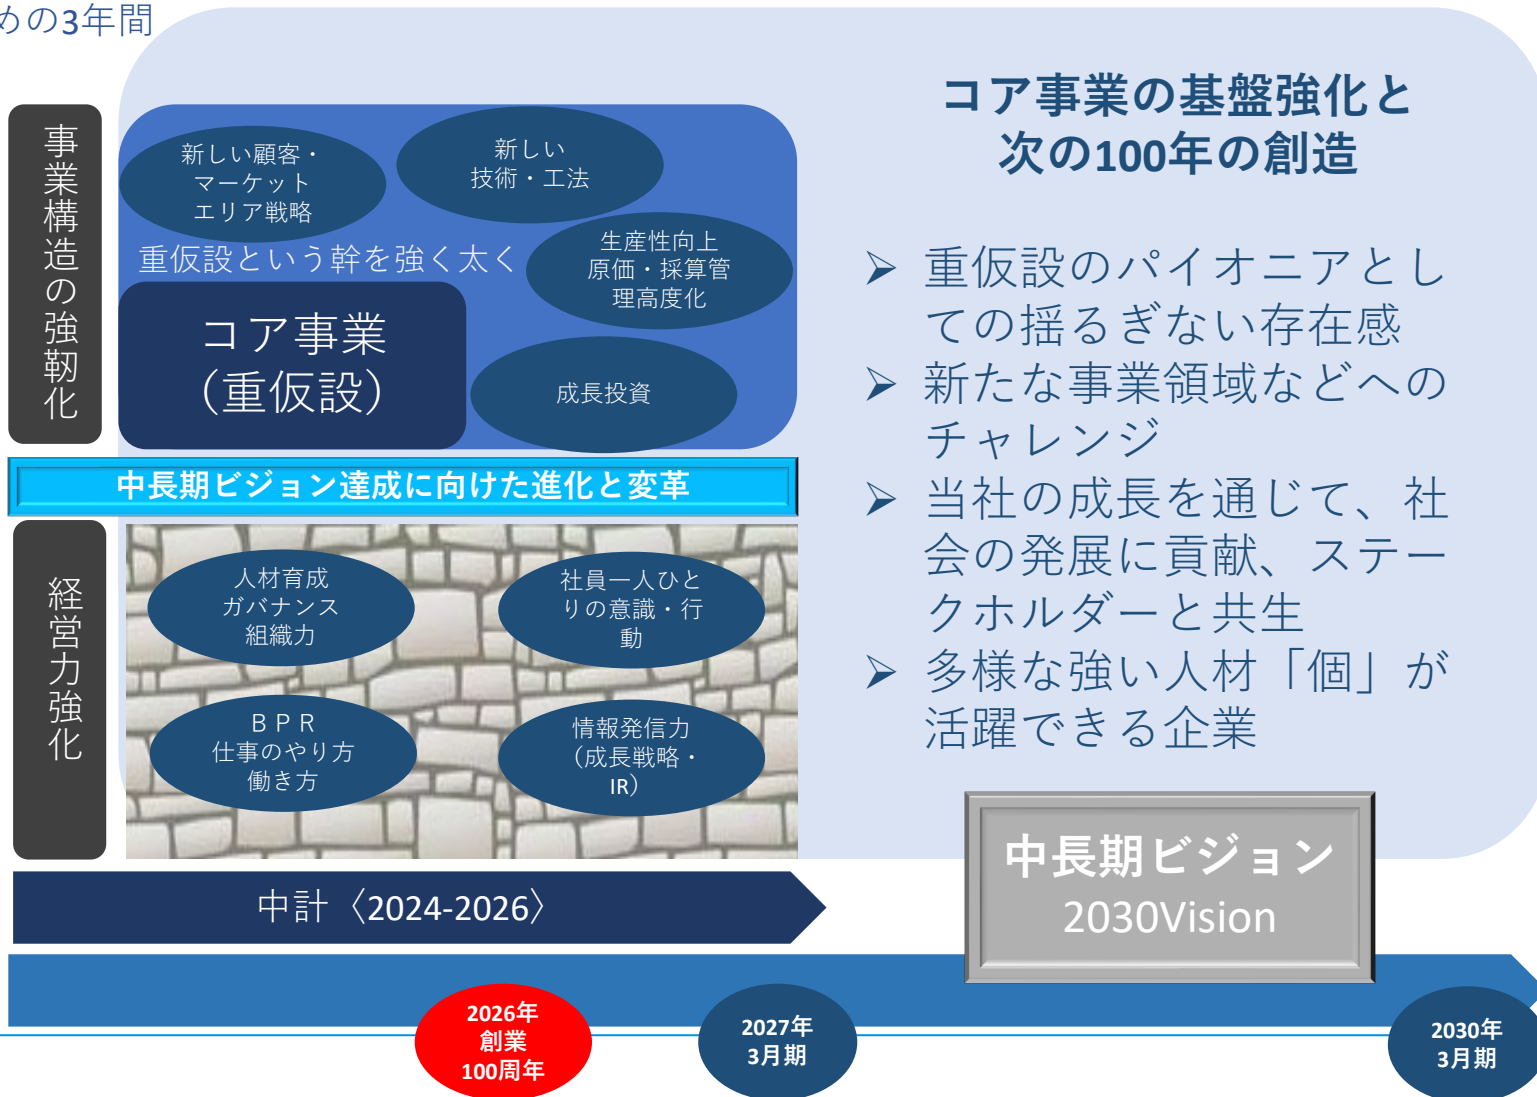 めの3年間
事業構造の強靭化
新しい顧客・
マーケット
エリア戦略
新しい
技術・工法
重仮設という幹を強く太く
生産性向上
原価・採算管
理高度化
コア事業
（重仮設）
成長投資
中長期ビジョン達成に向けた進化と変革
経営力強化
人材育成
ガバナンス
組織力
社員一人ひと
りの意識・行
動
ＢＰＲ
仕事のやり方
働き方
情報発信力
（成長戦略・
IR）
コア事業の基盤強化と
次の100年の創造
➢ 重仮設のパイオニアとし
ての揺るぎない存在感
➢ 新たな事業領域などへの
チャレンジ
➢ 当社の成長を通じて、社
会の発展に貢献、ステー
クホルダーと共生
➢ 多様な強い人材「個」が
活躍できる企業
中長期ビジョン
2030Vision
中計〈2024-2026〉
2026年
創業
100周年
2027年
3月期
2030年
3月期